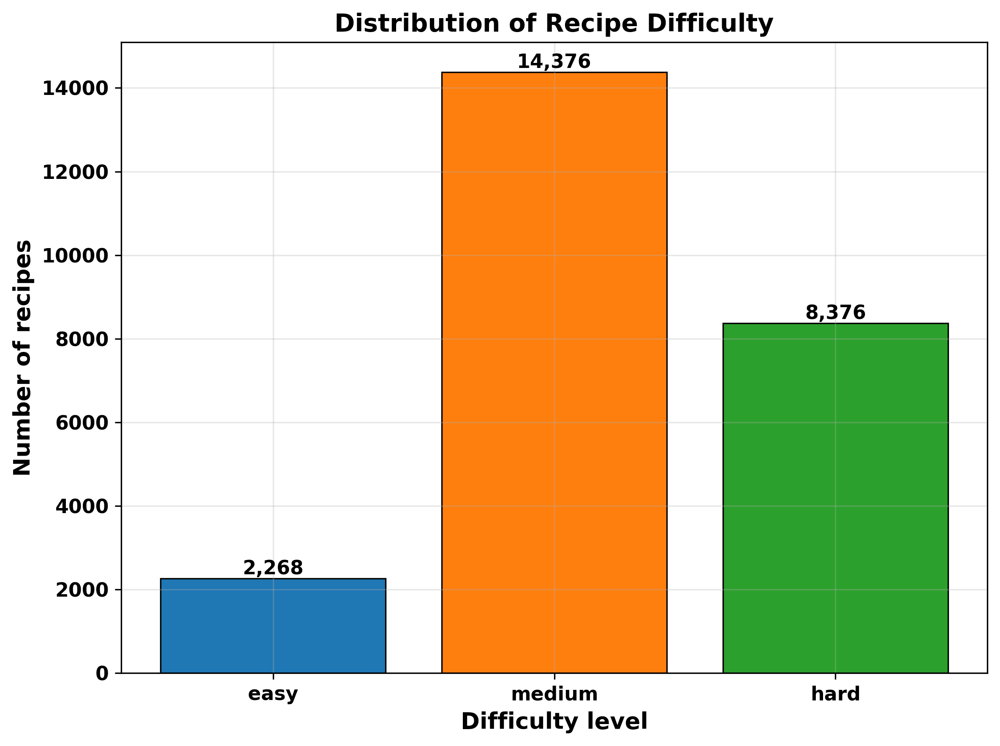 Distribution of Recipe Difficulty
14,376
14000
12000
10000
8,376
8000
Number of recipes
6000
4000
2,268
2000
0
easy medium hard
Difficulty level